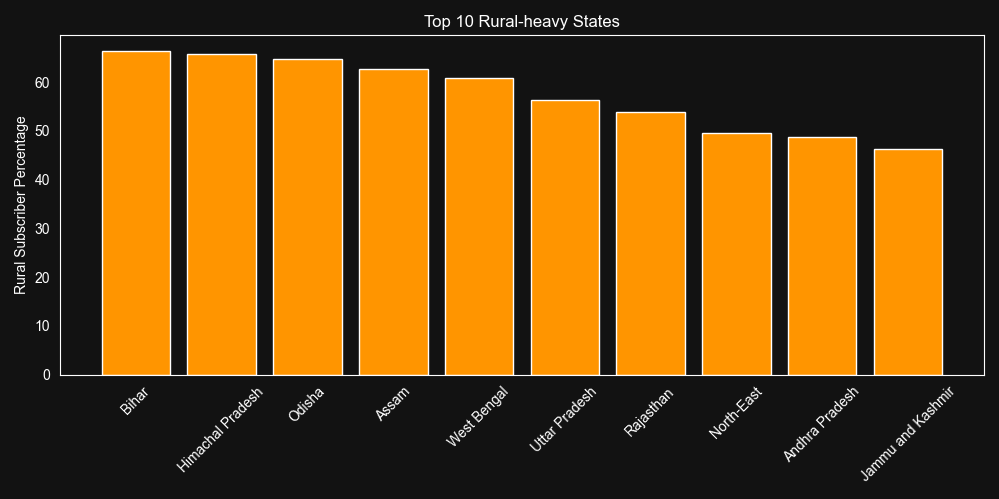 Top 10 Rural-heavy States
Rural Subscriber Percentage
60
50
40
30
20
10
0
Bihar
Himachal Pradesh
Odisha
Assam
West Bengal
Uttar Pradesh
Rajasthan
North-East
Andhra Pradesh
Jammu and Kashmir